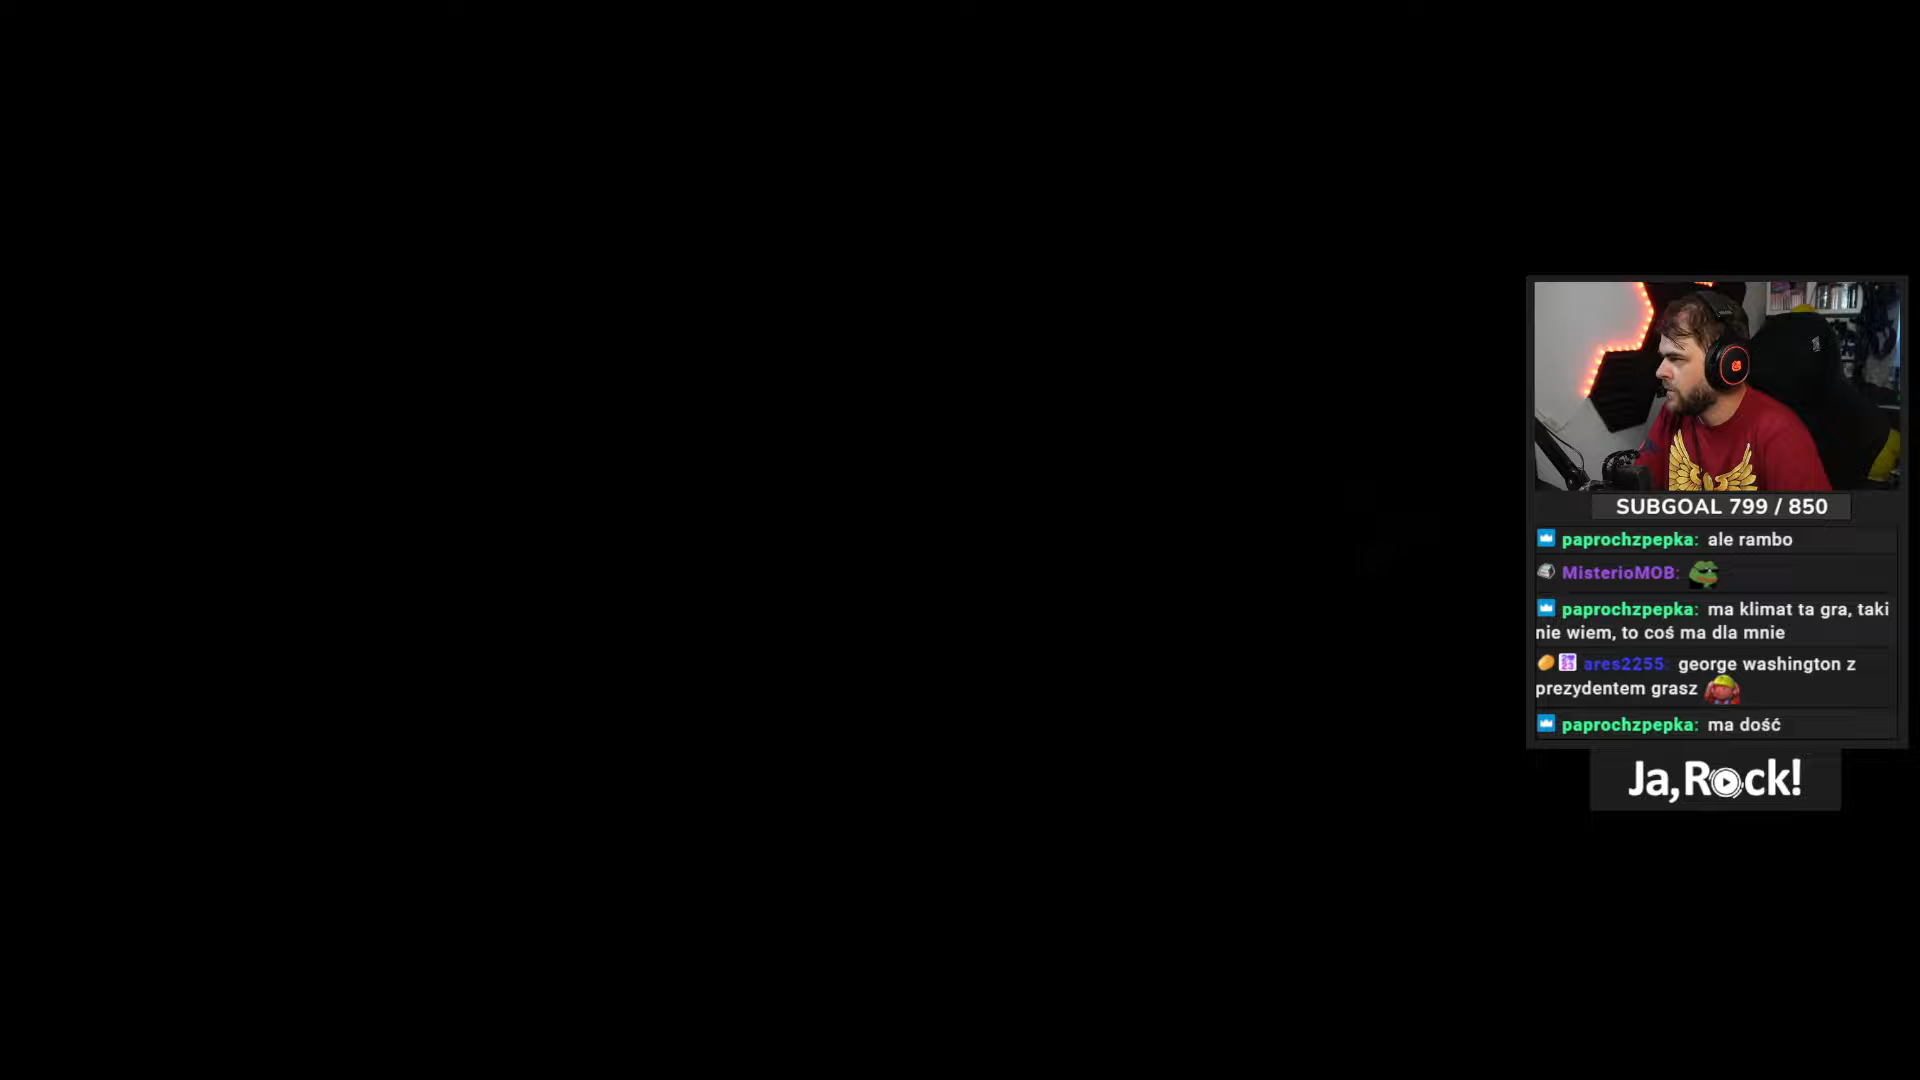 SUBGOAL 799 / 850
paprochzpepka: ale rambo
MisterioMOB:
paprochzpepka: ma klimat ta gra, taki
nie wiem, to coś ma dla mnie
ares2255: george washington z
prezydentem grasz
paprochzpepka: ma dość
Ja,Rock!